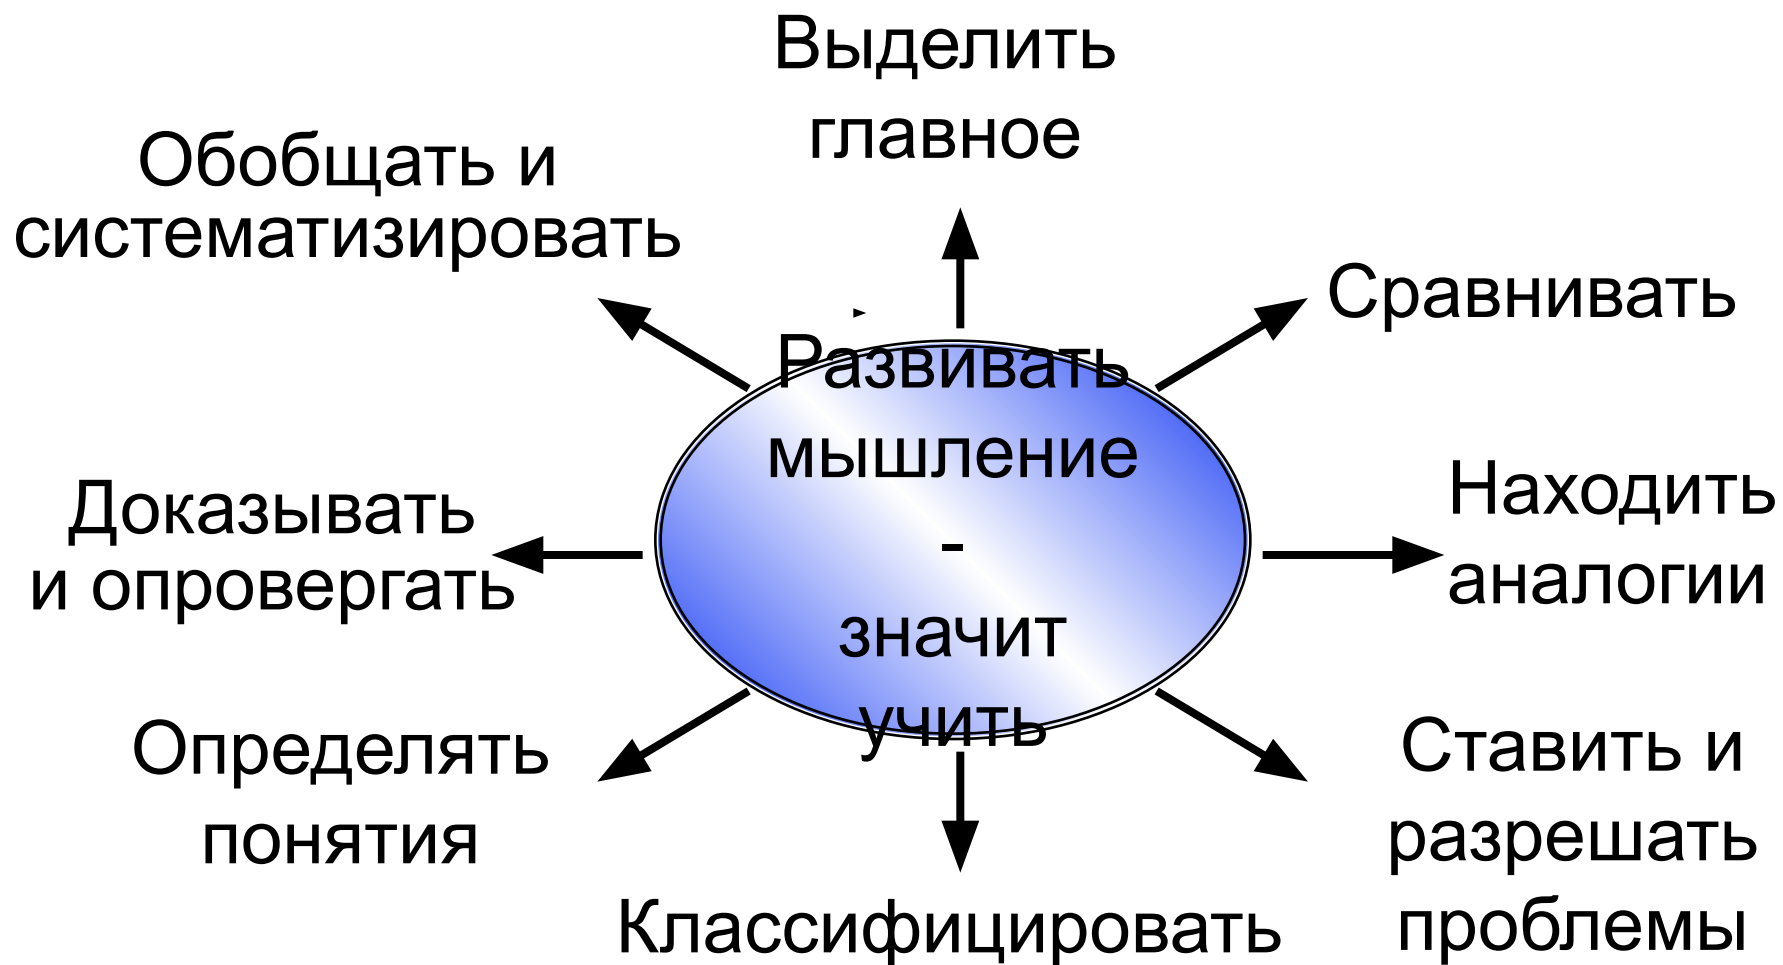 Выделить
главное
Обобщать и
систематизировать
Сравнивать
Развивать
мышление
-
значит
учить
Доказывать
и опровергать
Находить
аналогии
Определять
понятия
Ставить и
разрешать
проблемы
Классифицировать